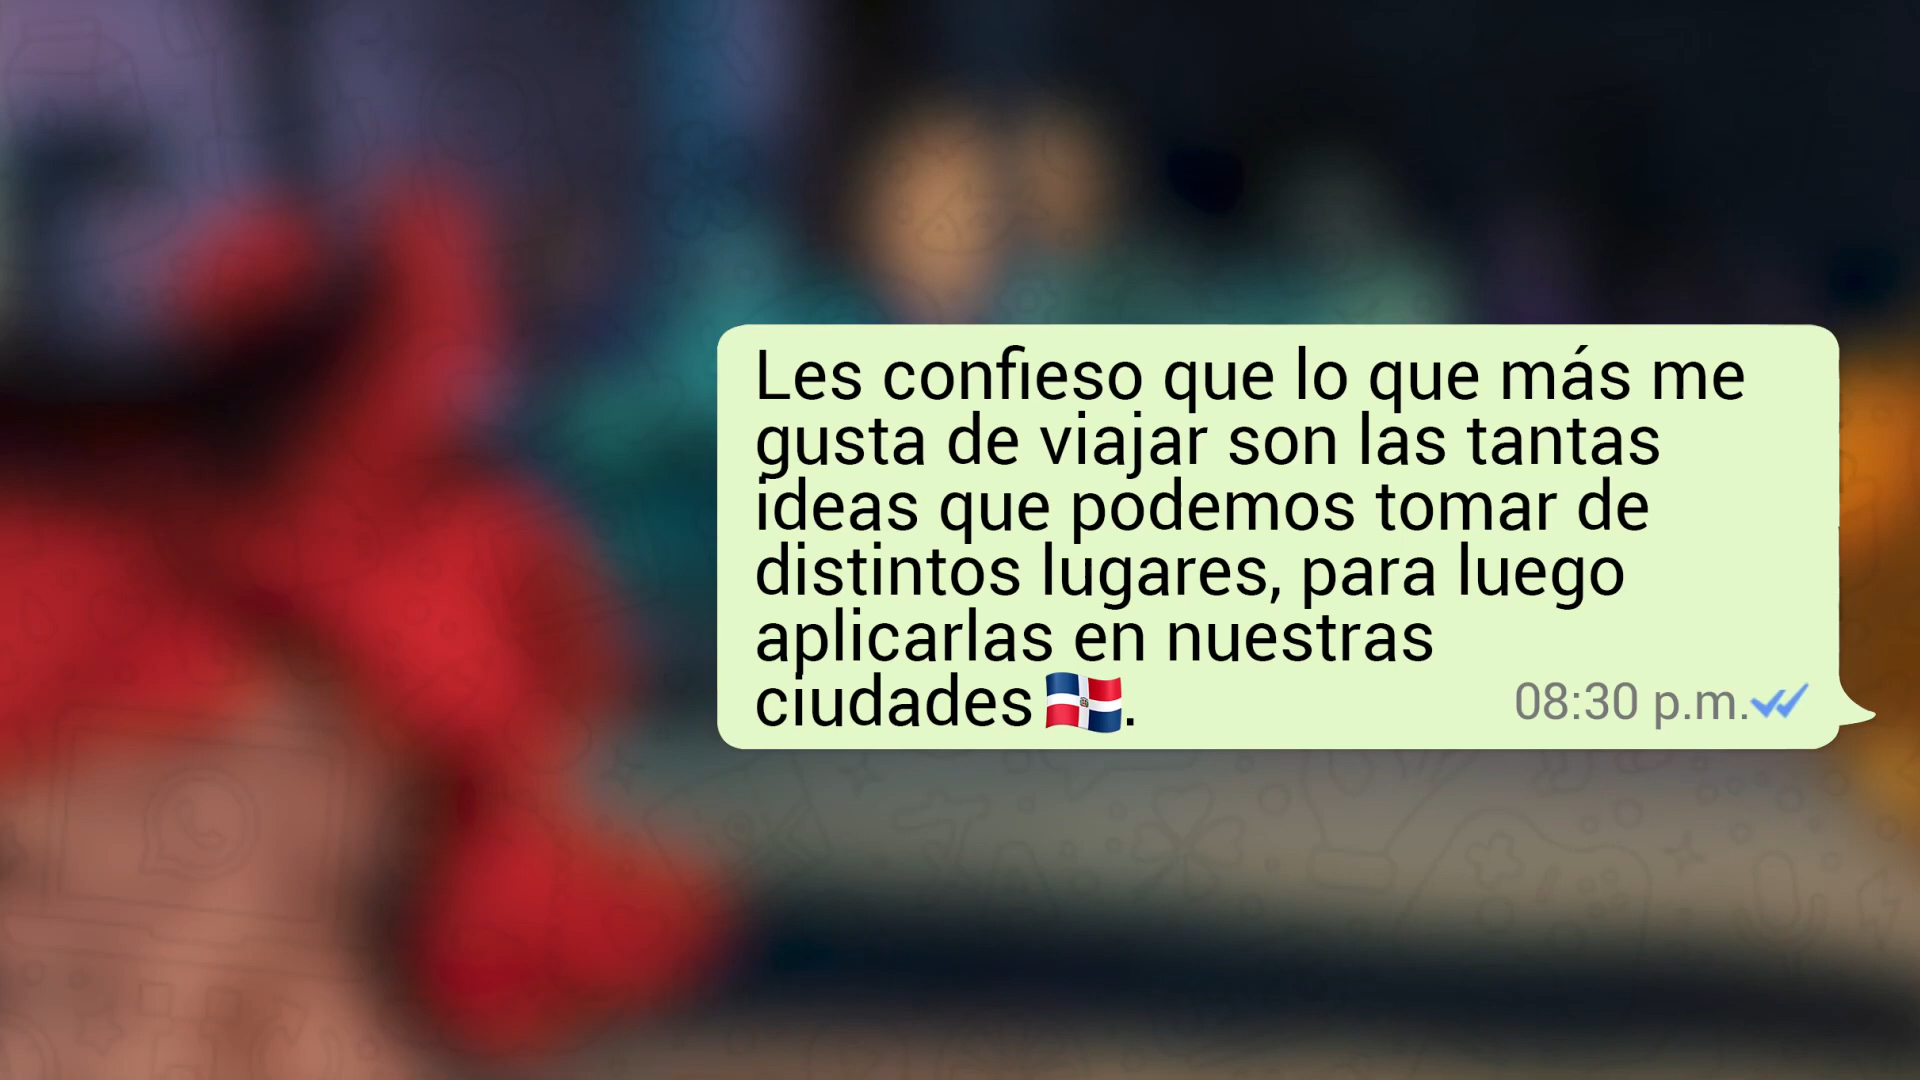 Les confieso que lo que más me
gusta de viajar son las tantas
ideas que podemos tomar de
distintos lugares, para luego
aplicarlas en nuestras
ciudades🇩🇴.
08:30 p.m.